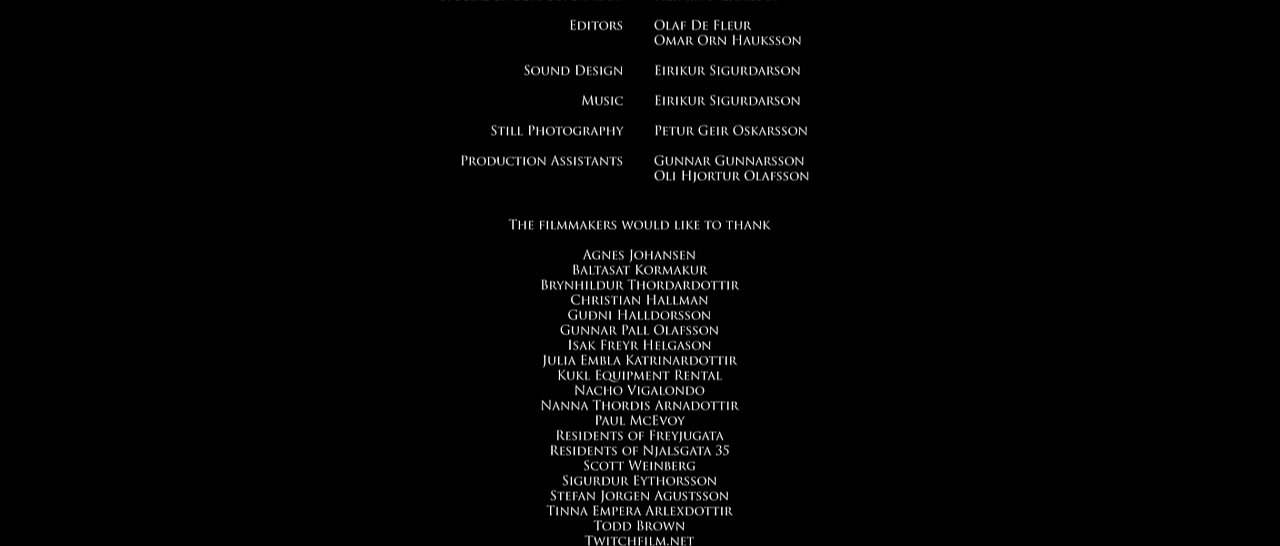 Editors Olaf De Fleur
Omar Orn Hauksson
Sound Design Eirikur Sigurdarson
Music Eirikur Sigurdarson
Still Photography Petur Geir Oskarsson
Production Assistants Gunnar Gunnarsson
Oli Hjortur Olafsson
The filmmakers would like to thank
Agnes Johansen
Baltasat Kormakur
Brynhildur Thordardottir
Christian Hallman
Guðni Halldorsson
Gunnar Pall Olafsson
Isak Freyr Helgason
Julia Embla Katrinardottir
Kukl Equipment Rental
Nacho Vigalondo
Nanna Thordis Arnadottir
Paul McEvoy
Residents of Freyjugata
Residents of Njalsgata 35
Scott Weinberg
Sigurdur Eythorsson
Stefan Jorgen Agustsson
Tinna Empera Arlexdottir
Todd Brown
Twitchfilm.net